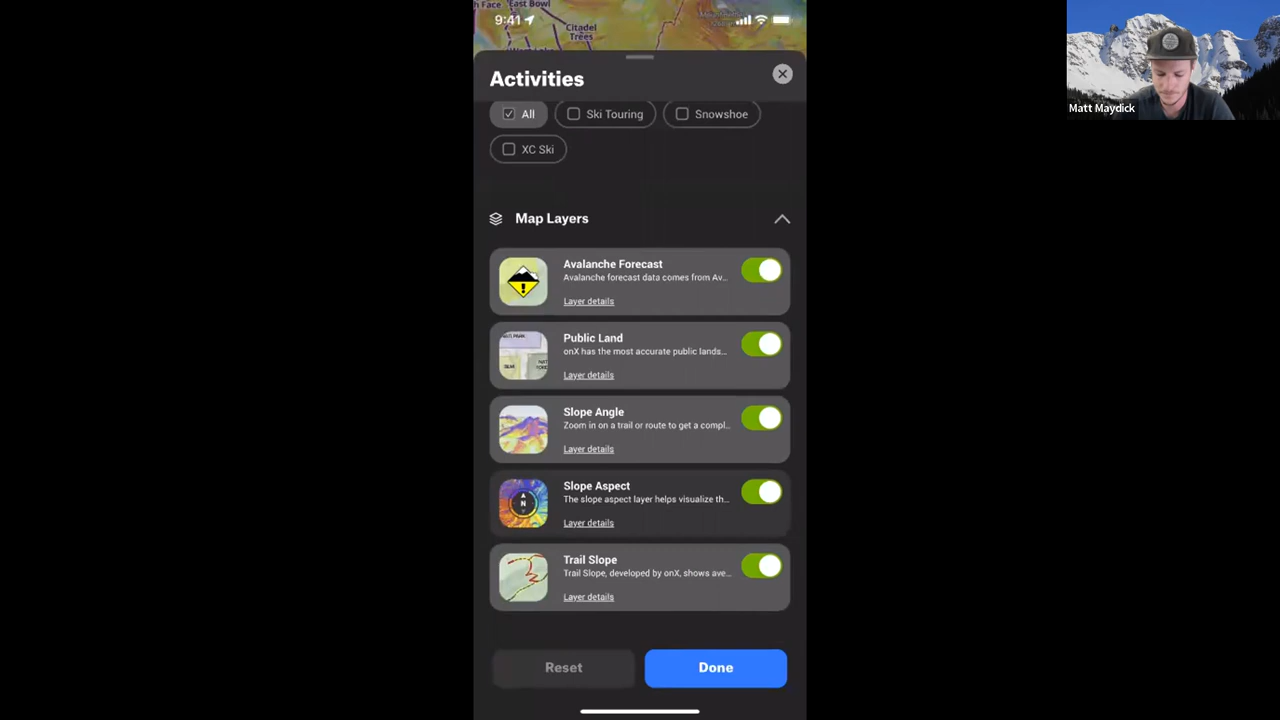 East Bowl
9:41
Citadel
Trees
Activities
All
Ski Touring
Snowshoe
XC Ski
Map Layers
Avalanche Forecast
Avalanche forecast data comes from Av...
Layer details
Public Land
onX has the most accurate public lands...
Layer details
Slope Angle
Zoom in on a trail or route to get a compl...
Layer details
Slope Aspect
The slope aspect layer helps visualize th...
Layer details
N
Trail Slope
Trail Slope, developed by onX, shows ave...
Layer details
Reset
Done
Matt Maydick